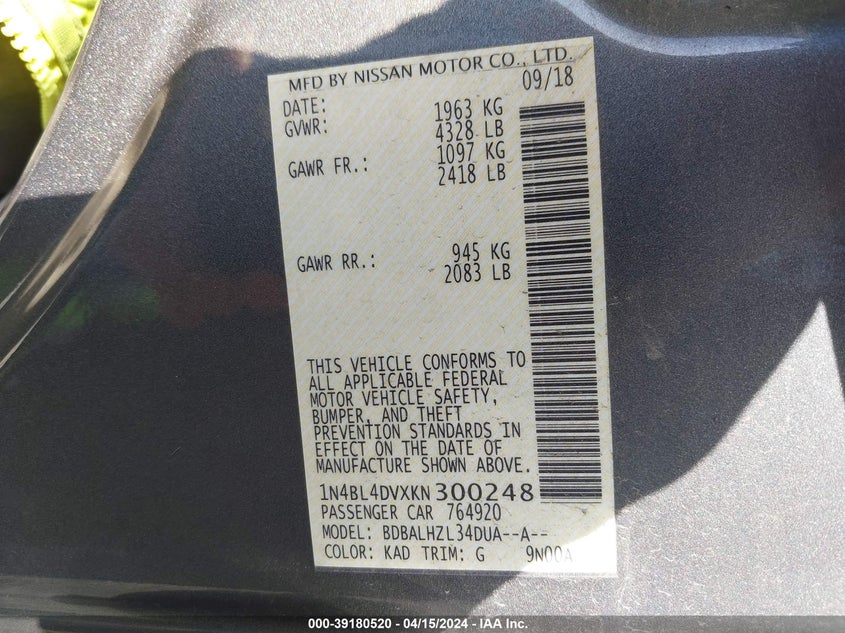 MFD BY NISSAN MOTOR CO., LTD.
DATE: 09/18
GVWR: 1963 KG
4328 LB
GAWR FR.: 1097 KG
2418 LB
GAWR RR.: 945 KG
2083 LB
THIS VEHICLE CONFORMS TO
ALL APPLICABLE FEDERAL
MOTOR VEHICLE SAFETY,
BUMPER, AND THEFT
PREVENTION STANDARDS IN
EFFECT ON THE DATE OF
MANUFACTURE SHOWN ABOVE.
1N4BL4DVXKN300248
PASSENGER CAR 764920
MODEL: BDBALHZL34DUA--A--
COLOR: KAD TRIM: G 9N00A
000-39180520 - 04/15/2024 - IAA Inc.